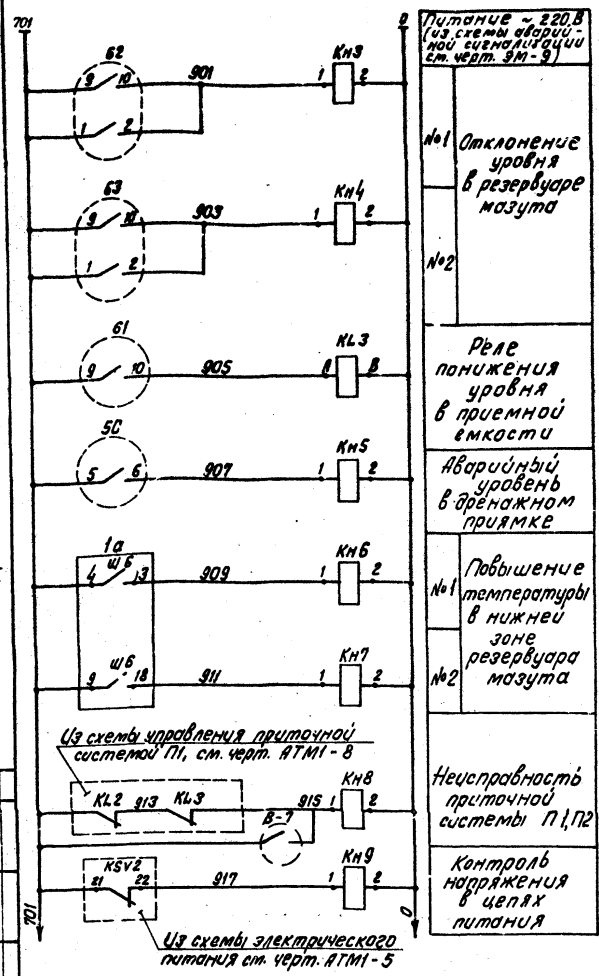 701
0
Питание ~ 220 В
(из схемы аварий-
ной сигнализации
см. черт. ЭМ-9)
62
Кн3
9 10 901 1 2
1 2
№1
Отклонение
уровня
в резервуаре
мазута
63
Кн4
9 10 903 1 2
1 2
№2
61
KL3
9 10 905 A B
Реле
понижения
уровня
в приемной
емкости
Кн5
5 6 907 1 2
Аварийный
уровень
в дренажном
приямке
1а
Ш6
Кн6
4 13 909 1 2
№1
Повышение
температуры
в нижней
зоне
резервуара
мазута
Ш6
Кн7
9 18 911 1 2
№2
Из схемы управления приточной
системой П1, см. черт. АТМ1-8
Кн8
KL2 913 KL3 915 1 2
В-7
Неисправность
приточной
системы П1,П2
KSV2
Кн9
21 22 917 1 2
Контроль
напряжения
в цепях
питания
701
0
Из схемы электрического
питания см. черт. АТМ1-5